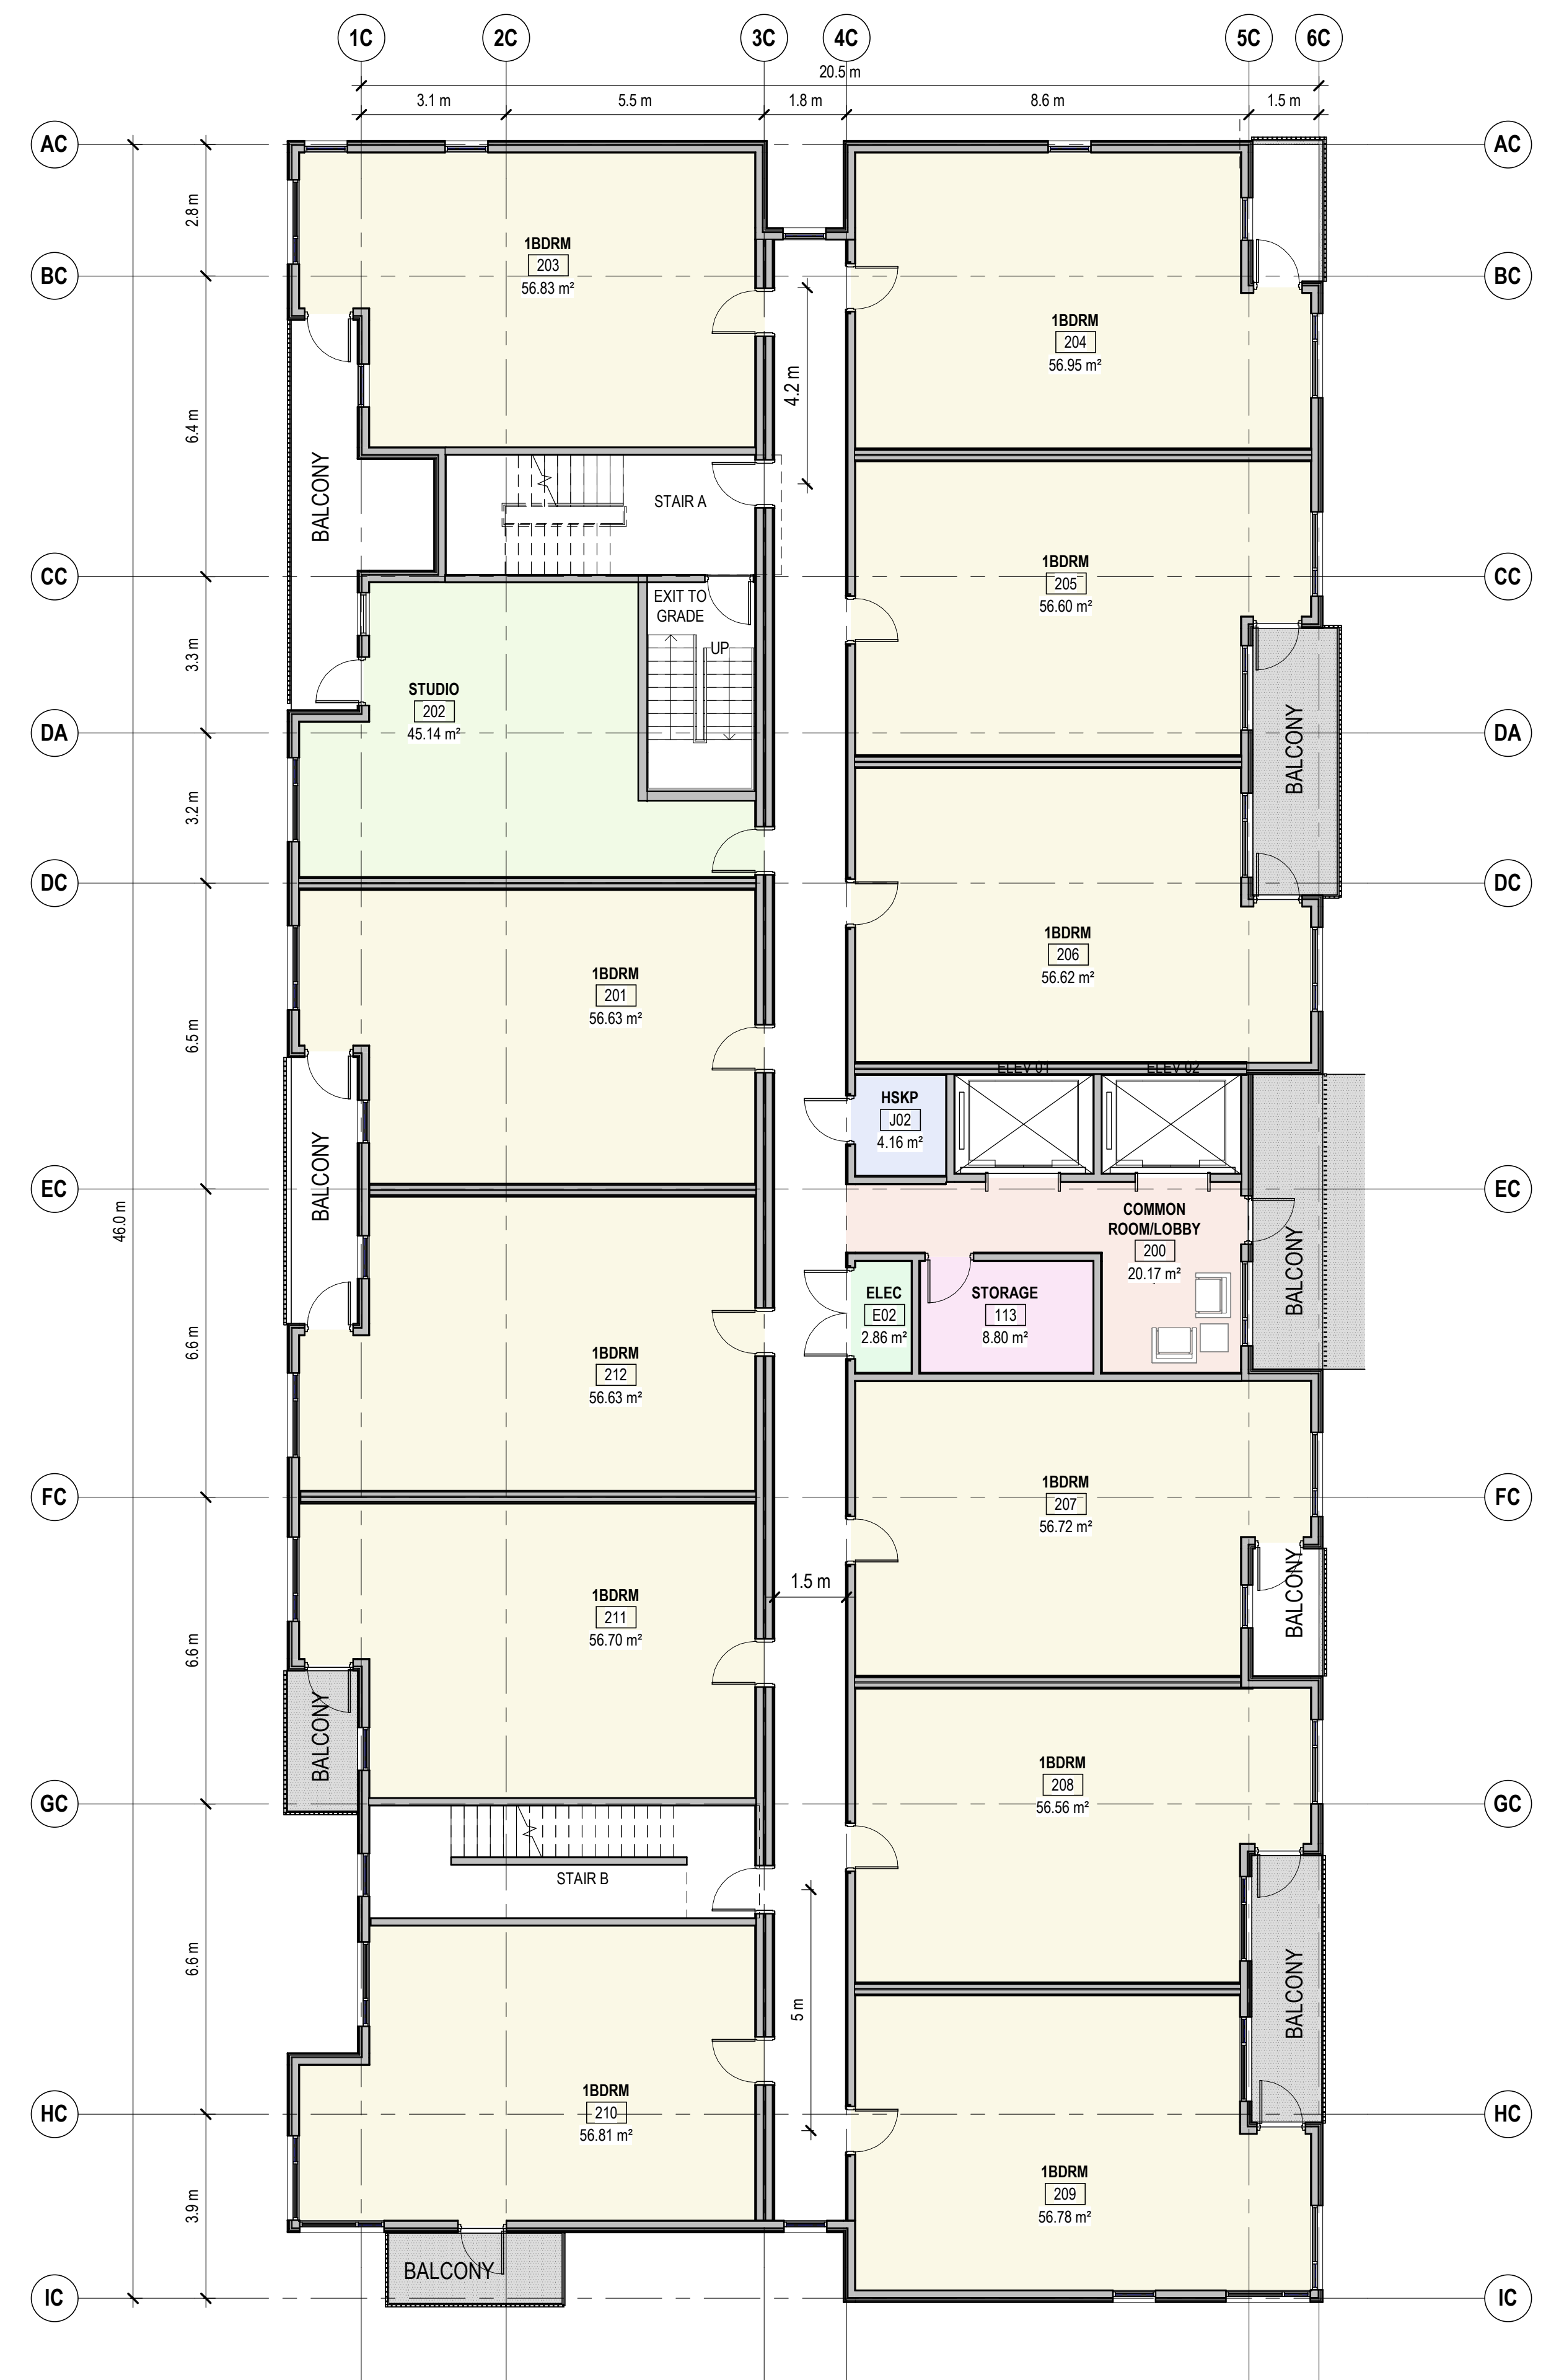 1C 2C 3C 4C 5C 6C
20.5 m
3.1 m 5.5 m 1.8 m 8.6 m 1.5 m
AC AC
2.8 m
1BDRM
203
56.83 m²
BC BC
1BDRM
204
56.95 m²
4.2 m
6.4 m
BALCONY
STAIR A
CC CC
1BDRM
205
56.60 m²
EXIT TO
GRADE
UP
3.3 m
STUDIO
202
45.14 m²
DA DA
BALCONY
3.2 m
DC DC
1BDRM
206
56.62 m²
1BDRM
201
56.63 m²
6.5 m
ELEV 01 ELEV 02
HSKP
J02
4.16 m²
BALCONY
EC EC
46.0 m
COMMON
ROOM/LOBBY
200
20.17 m²
BALCONY
ELEC
E02
2.86 m²
STORAGE
113
8.80 m²
6.6 m
1BDRM
212
56.63 m²
FC FC
1BDRM
207
56.72 m²
1.5 m
BALCONY
1BDRM
211
56.70 m²
6.6 m
BALCONY
1BDRM
208
56.56 m²
GC GC
STAIR B
6.6 m
5 m
BALCONY
1BDRM
210
56.81 m²
HC HC
1BDRM
209
56.78 m²
3.9 m
BALCONY
IC IC